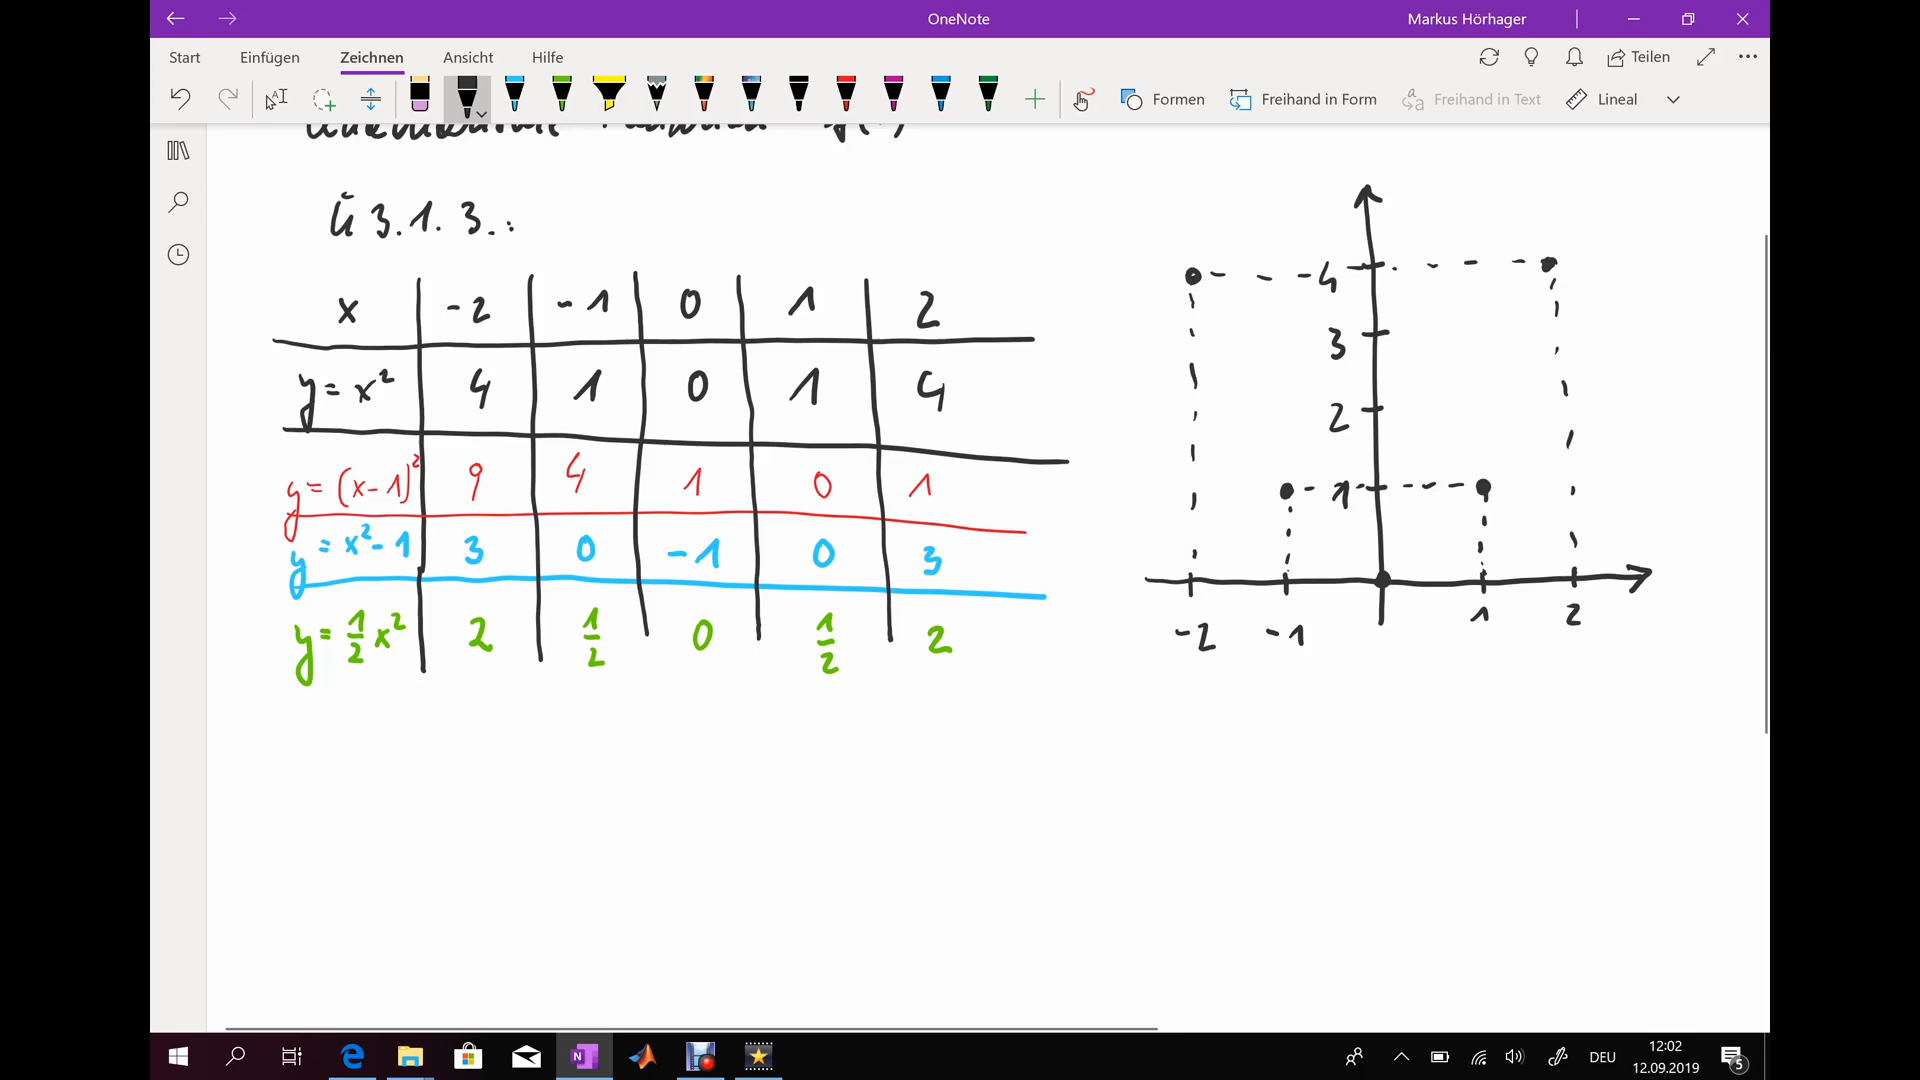 OneNote
Markus Hörhager
Start Einfügen Zeichnen Ansicht Hilfe
Teilen
Formen Freihand in Form Freihand in Text Lineal
Ü 3.1.3.:
x -2 -1 0 1 2
y = x² 4 1 0 1 4
y = (x-1)² 9 4 1 0 1
y = x²-1 3 0 -1 0 3
y = 1/2 x² 2 1/2 0 1/2 2
4
3
2
1
-2 -1 1 2
DEU
12:02
12.09.2019
5